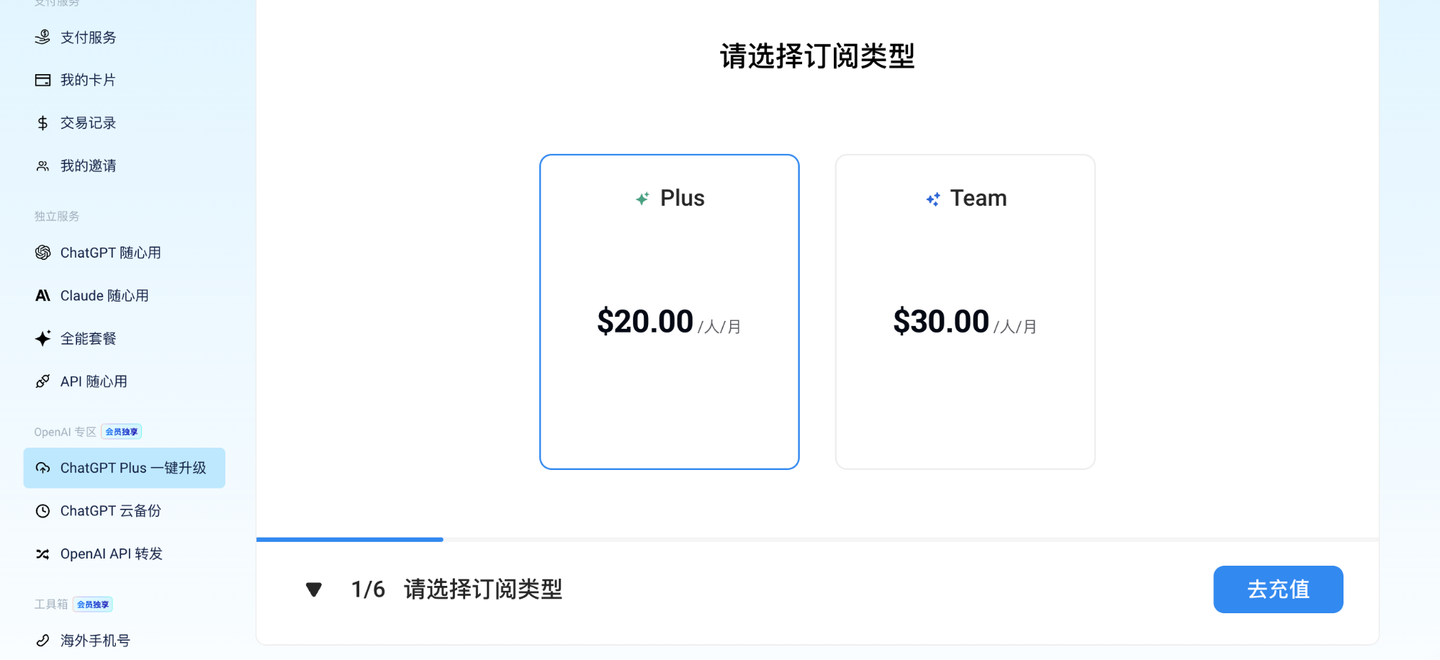 支付服务
支付服务
我的卡片
交易记录
我的邀请
独立服务
ChatGPT 随心用
Claude 随心用
全能套餐
API 随心用
OpenAI 专区 会员独享
ChatGPT Plus 一键升级
ChatGPT 云备份
OpenAI API 转发
工具箱 会员独享
海外手机号
请选择订阅类型
Plus
$20.00 /人/月
Team
$30.00 /人/月
1/6 请选择订阅类型
去充值